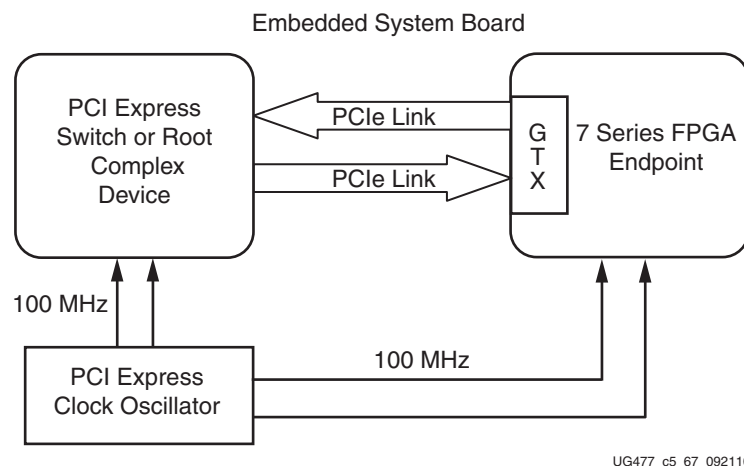 Embedded System Board
PCI Express
Switch or Root
Complex
Device
PCIe Link
PCIe Link
G
T
X
7 Series FPGA
Endpoint
100 MHz
PCI Express
Clock Oscillator
100 MHz
UG477_c5_67_092110